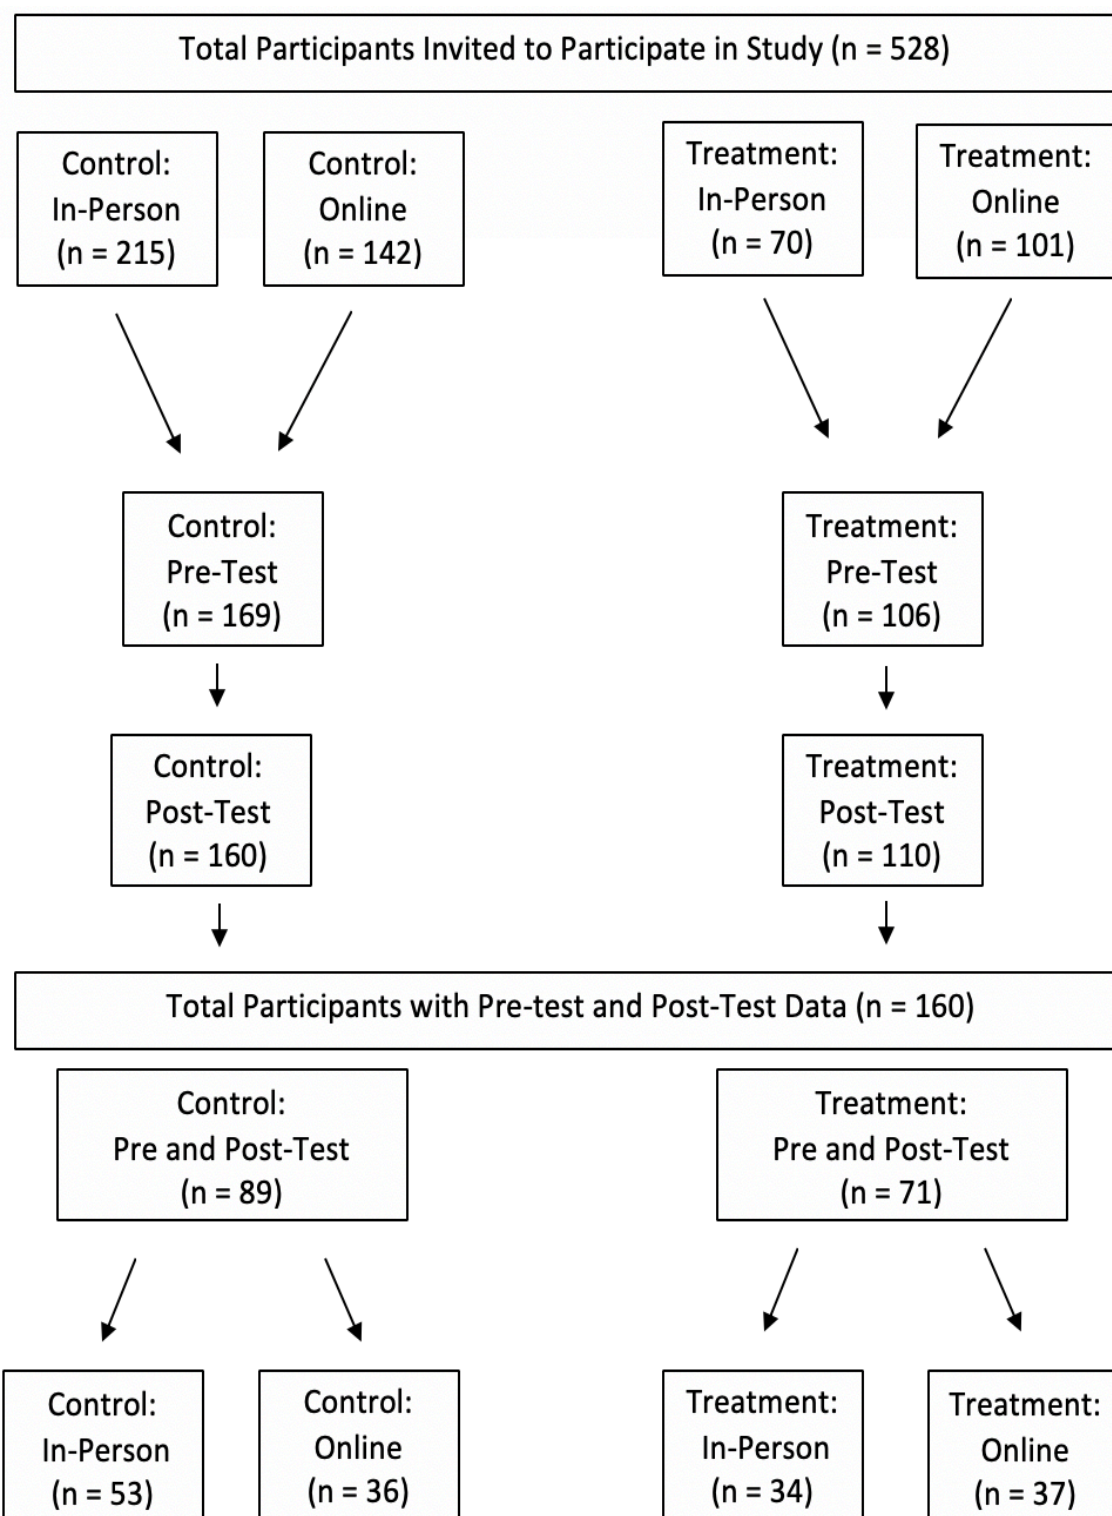 Total Participants Invited to Participate in Study (n = 528)
Control:
In-Person
(n = 215)
Control:
Online
(n = 142)
Treatment:
In-Person
(n = 70)
Treatment:
Online
(n = 101)
Control:
Pre-Test
(n = 169)
Treatment:
Pre-Test
(n = 106)
Control:
Post-Test
(n = 160)
Treatment:
Post-Test
(n = 110)
Total Participants with Pre-test and Post-Test Data (n = 160)
Control:
Pre and Post-Test
(n = 89)
Treatment:
Pre and Post-Test
(n = 71)
Control:
In-Person
(n = 53)
Control:
Online
(n = 36)
Treatment:
In-Person
(n = 34)
Treatment:
Online
(n = 37)